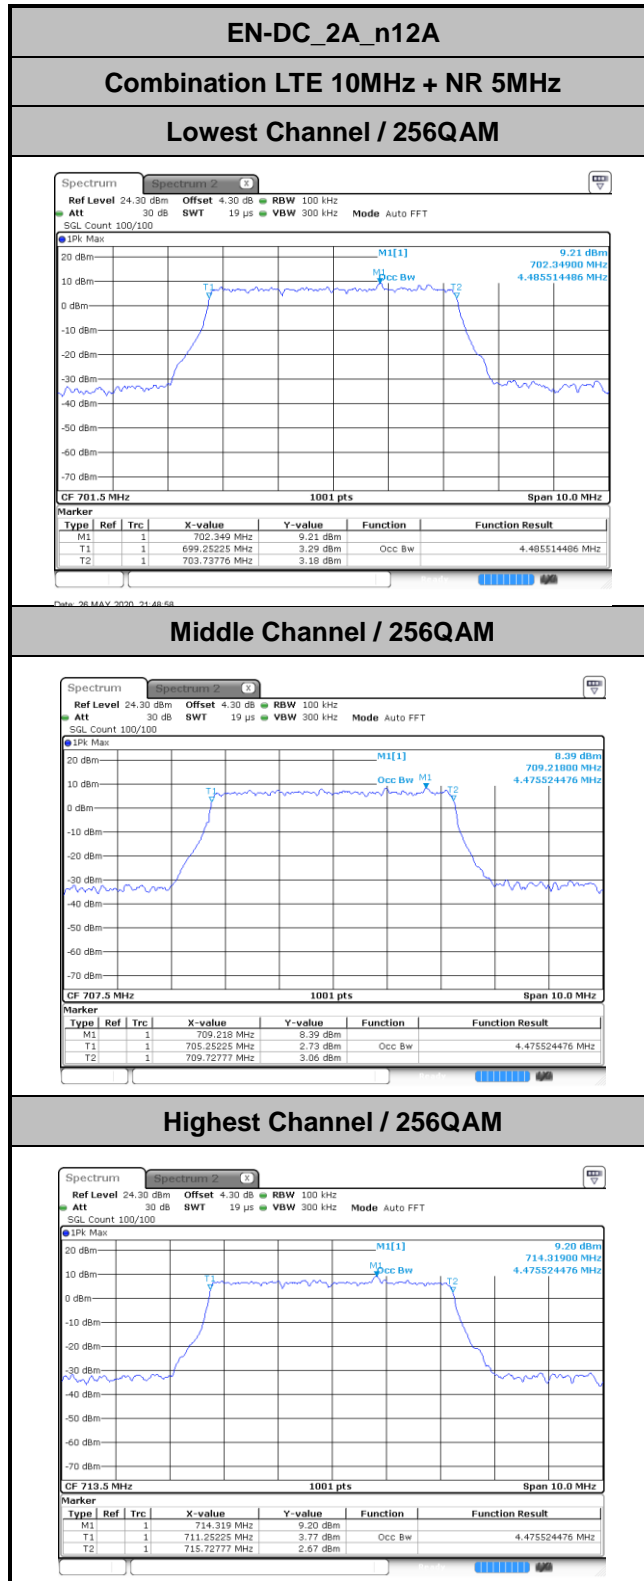 EN-DC_2A_n12A
Combination LTE 10MHz + NR 5MHz
Lowest Channel / 256QAM
Spectrum Spectrum 2 X
Ref Level 24.30 dBm Offset 4.30 dB RBW 100 kHz
Att 30 dB SWT 19 µs VBW 300 kHz Mode Auto FFT
SGL Count 100/100
1Pk Max
20 dBm M1[1] 9.21 dBm
702.34900 MHz
10 dBm M1 Occ Bw 4.485514486 MHz
T1 T2
0 dBm
-10 dBm
-20 dBm
-30 dBm
-40 dBm
-50 dBm
-60 dBm
-70 dBm
CF 701.5 MHz 1001 pts Span 10.0 MHz
Marker
Type Ref Trc X-value Y-value Function Function Result
M1 1 702.349 MHz 9.21 dBm
T1 1 699.25225 MHz 3.29 dBm Occ Bw 4.485514486 MHz
T2 1 703.73776 MHz 3.18 dBm
Date: 26 MAY 2020 21:48:58
Middle Channel / 256QAM
Spectrum Spectrum 2 X
Ref Level 24.30 dBm Offset 4.30 dB RBW 100 kHz
Att 30 dB SWT 19 µs VBW 300 kHz Mode Auto FFT
SGL Count 100/100
1Pk Max
20 dBm M1[1] 8.39 dBm
709.21800 MHz
10 dBm Occ Bw M1 4.475524476 MHz
T1 T2
0 dBm
-10 dBm
-20 dBm
-30 dBm
-40 dBm
-50 dBm
-60 dBm
-70 dBm
CF 707.5 MHz 1001 pts Span 10.0 MHz
Marker
Type Ref Trc X-value Y-value Function Function Result
M1 1 709.218 MHz 8.39 dBm
T1 1 705.25225 MHz 2.73 dBm Occ Bw 4.475524476 MHz
T2 1 709.72777 MHz 3.06 dBm
Highest Channel / 256QAM
Spectrum Spectrum 2 X
Ref Level 24.30 dBm Offset 4.30 dB RBW 100 kHz
Att 30 dB SWT 19 µs VBW 300 kHz Mode Auto FFT
SGL Count 100/100
1Pk Max
20 dBm M1[1] 9.20 dBm
714.31900 MHz
10 dBm M1 Occ Bw 4.475524476 MHz
T1 T2
0 dBm
-10 dBm
-20 dBm
-30 dBm
-40 dBm
-50 dBm
-60 dBm
-70 dBm
CF 713.5 MHz 1001 pts Span 10.0 MHz
Marker
Type Ref Trc X-value Y-value Function Function Result
M1 1 714.319 MHz 9.20 dBm
T1 1 711.25225 MHz 3.77 dBm Occ Bw 4.475524476 MHz
T2 1 715.72777 MHz 2.67 dBm